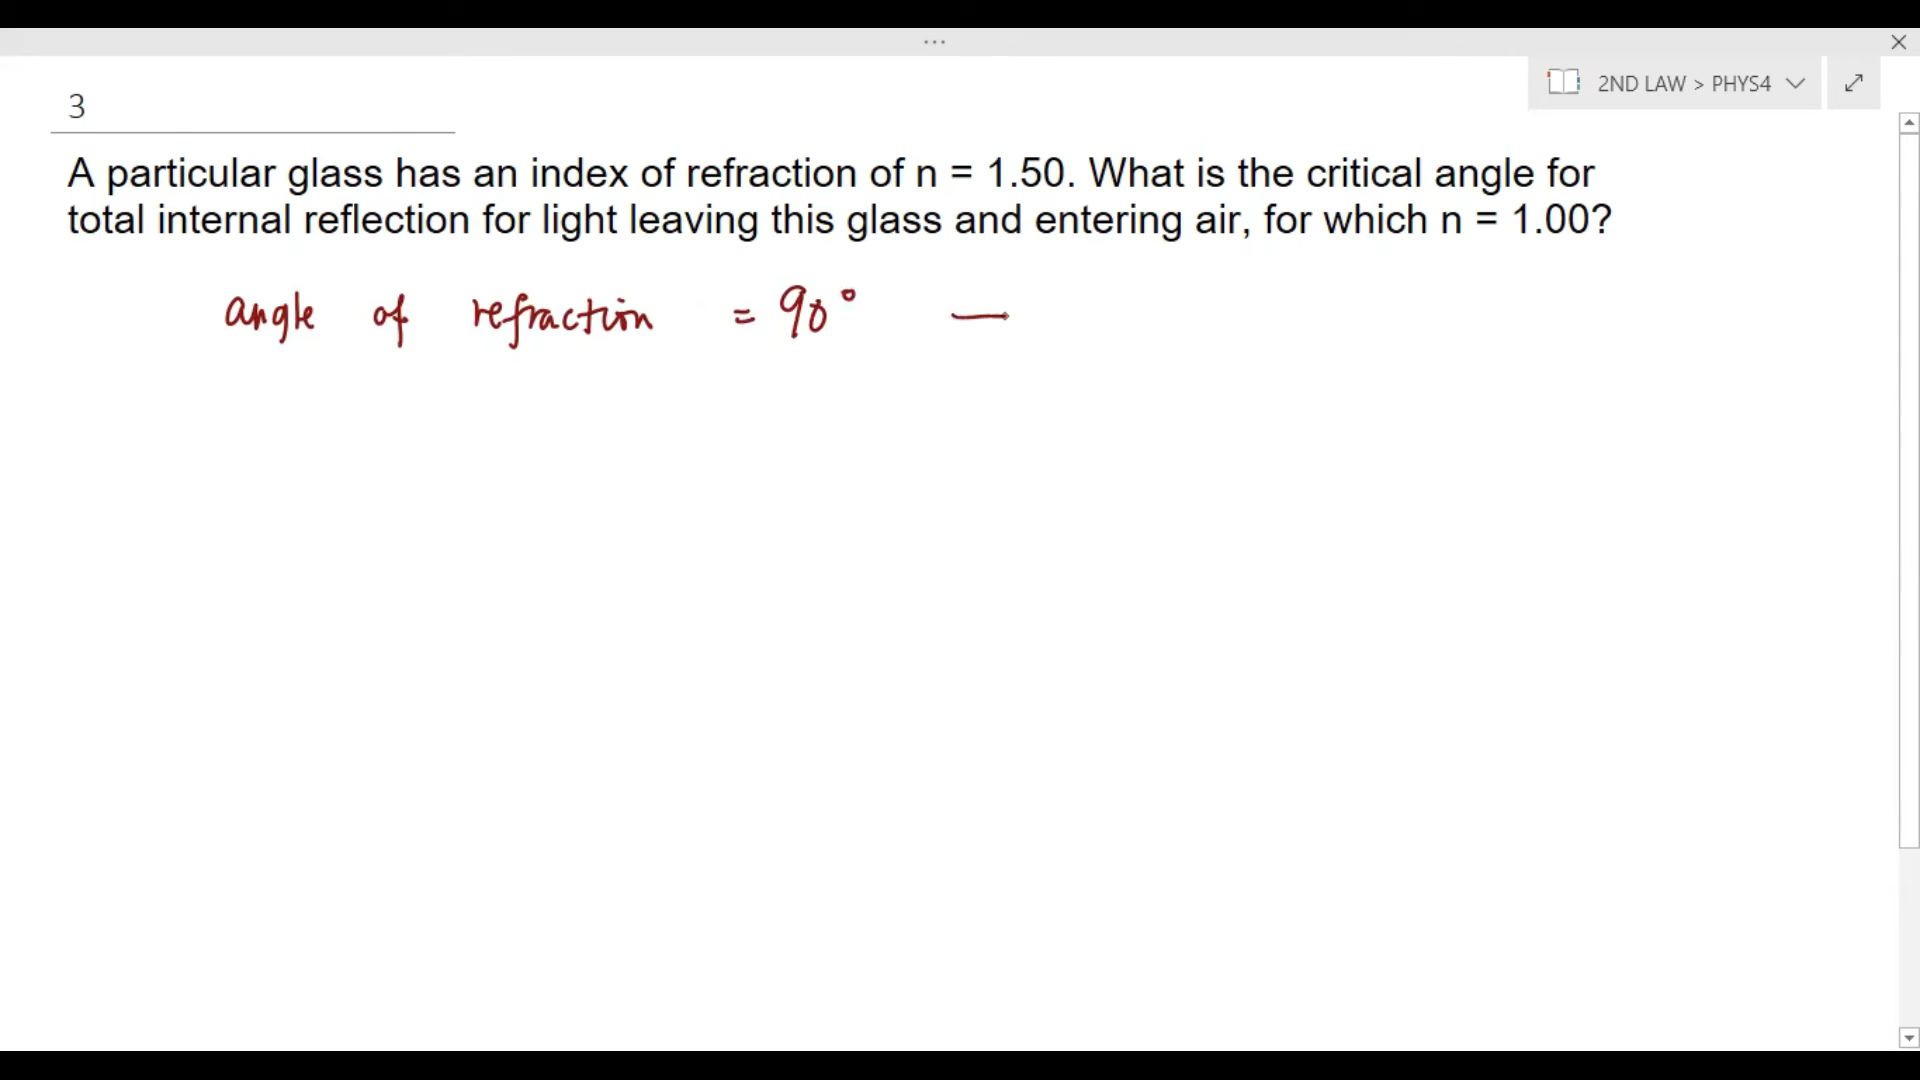 ...
2ND LAW > PHYS4
3
A particular glass has an index of refraction of n = 1.50. What is the critical angle for
total internal reflection for light leaving this glass and entering air, for which n = 1.00?
angle of refraction = 90° —